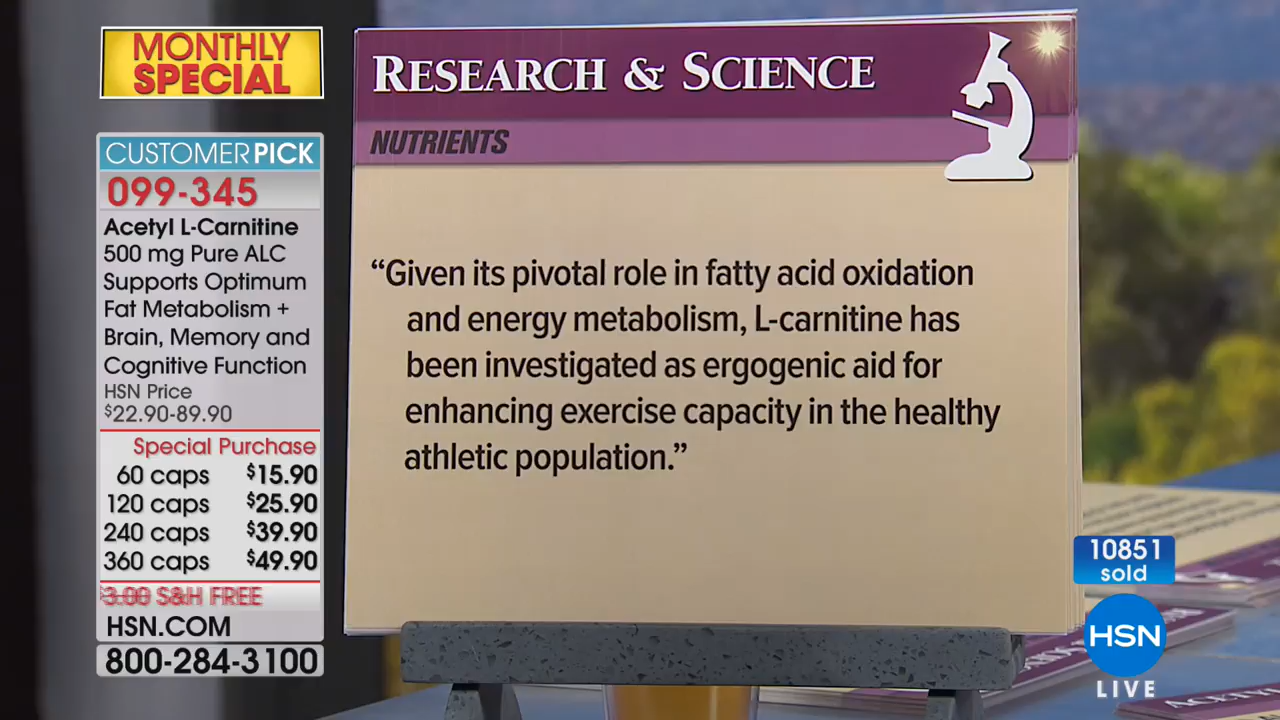 MONTHLY
SPECIAL
CUSTOMER PICK
099-345
Acetyl L-Carnitine
500 mg Pure ALC
Supports Optimum
Fat Metabolism +
Brain, Memory and
Cognitive Function
HSN Price
$22.90-89.90
Special Purchase
60 caps $15.90
120 caps $25.90
240 caps $39.90
360 caps $49.90
$3.00 S&H FREE
HSN.COM
800-284-3100
RESEARCH & SCIENCE
NUTRIENTS
“Given its pivotal role in fatty acid oxidation
and energy metabolism, L-carnitine has
been investigated as ergogenic aid for
enhancing exercise capacity in the healthy
athletic population.”
10851
sold
HSN
LIVE